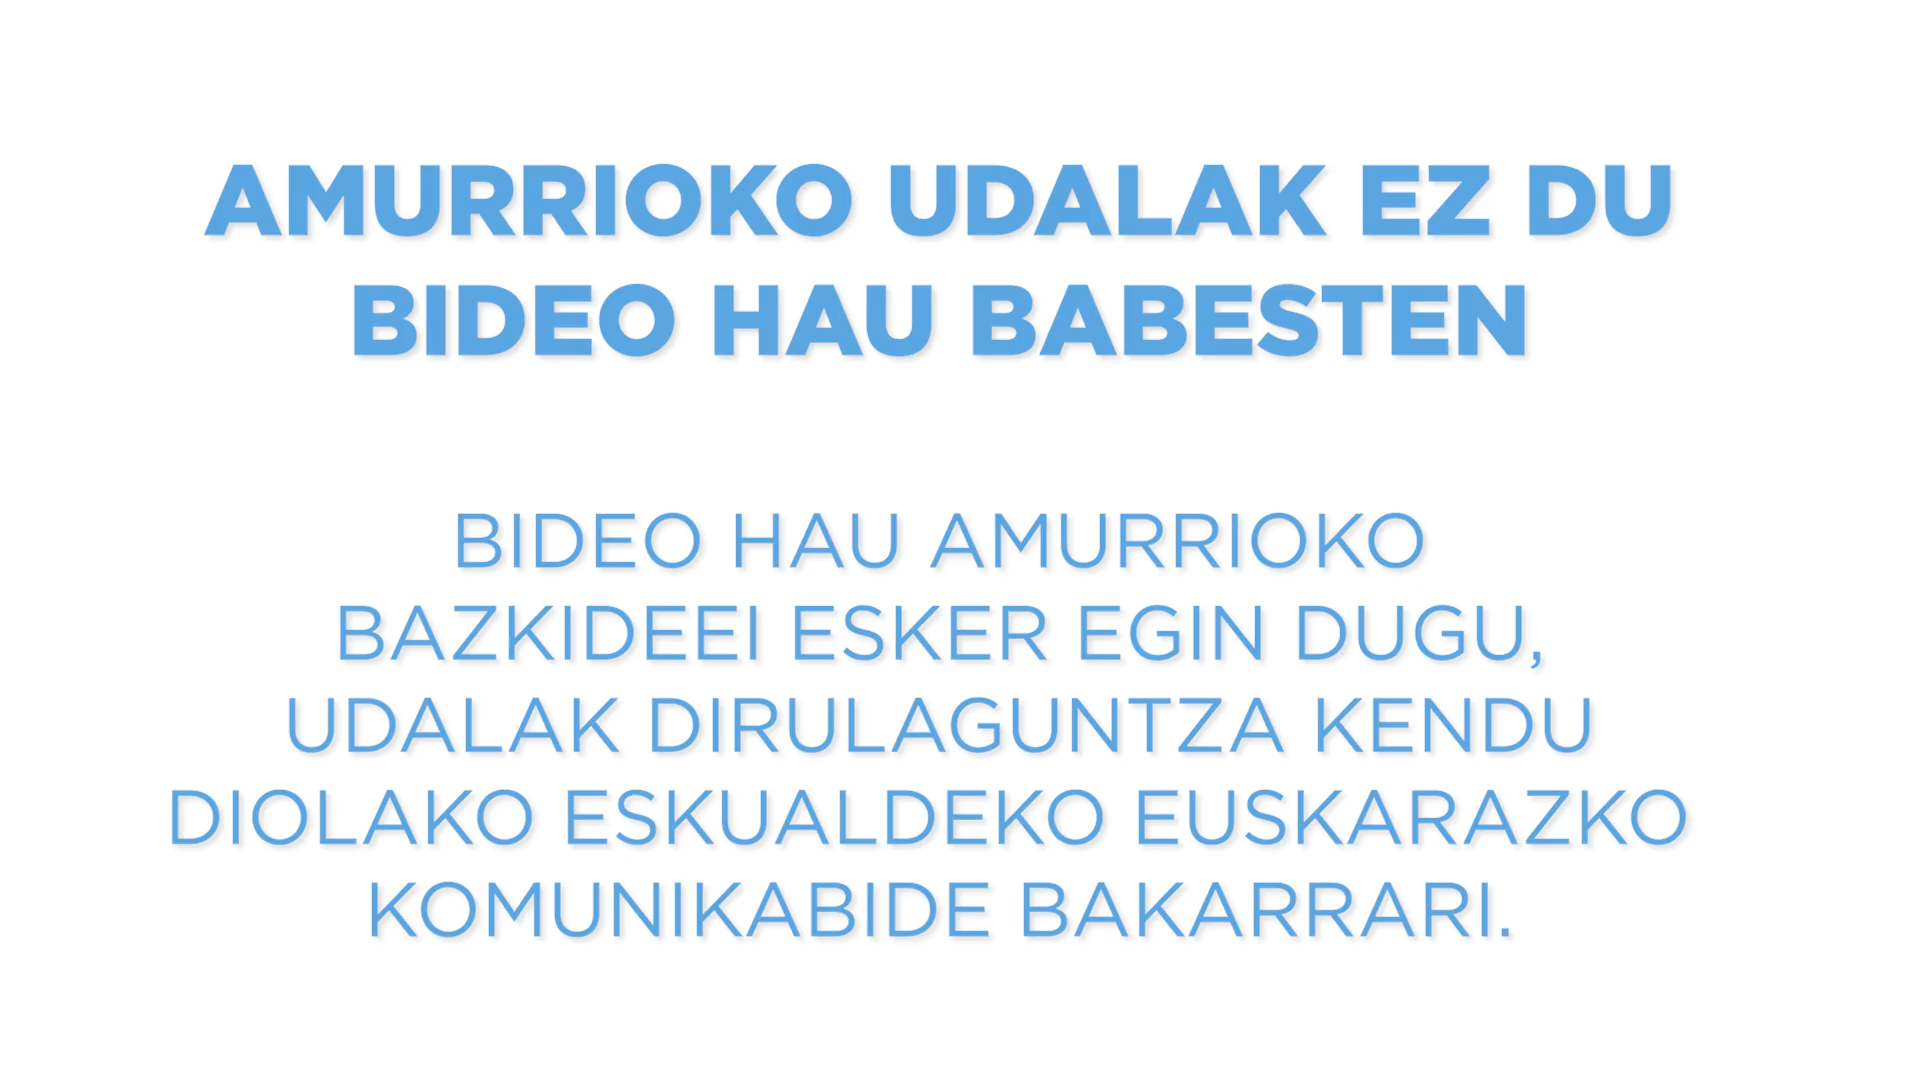 AMURRIOKO UDALAK EZ DU
BIDEO HAU BABESTEN
BIDEO HAU AMURRIOKO
BAZKIDEEI ESKER EGIN DUGU,
UDALAK DIRULAGUNTZA KENDU
DIOLAKO ESKUALDEKO EUSKARAZKO
KOMUNIKABIDE BAKARRARI.